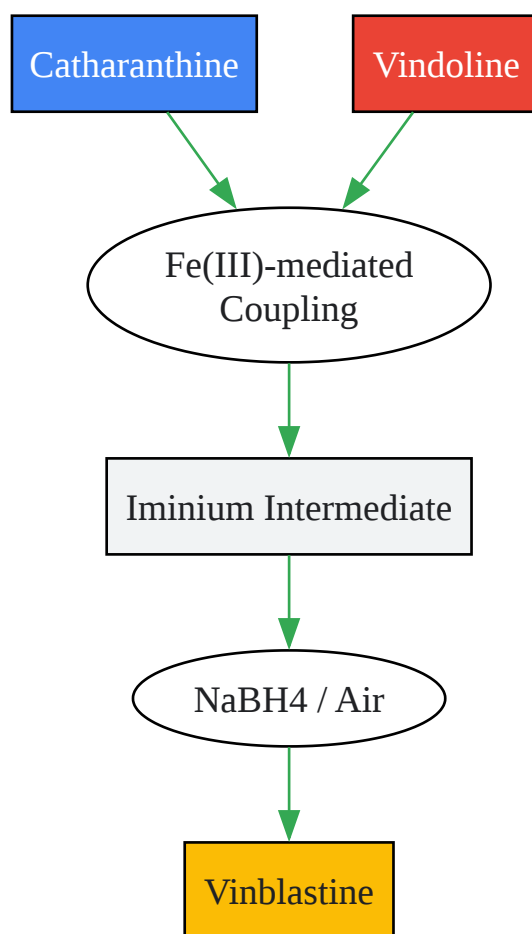 Catharanthine
Vindoline
Fe(III)-mediated
Coupling
Iminium Intermediate
NaBH4 / Air
Vinblastine